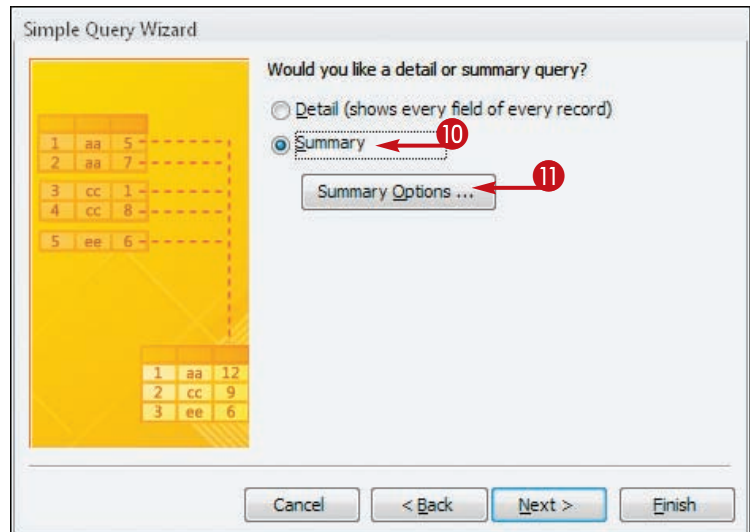 Simple Query Wizard
Would you like a detail or summary query?
Detail (shows every field of every record)
Summary
10
Summary Options ...
11
1 aa 5
2 aa 7
3 cc 1
4 cc 8
5 ee 6
1 aa 12
2 cc 9
3 ee 6
Cancel
< Back
Next >
Finish